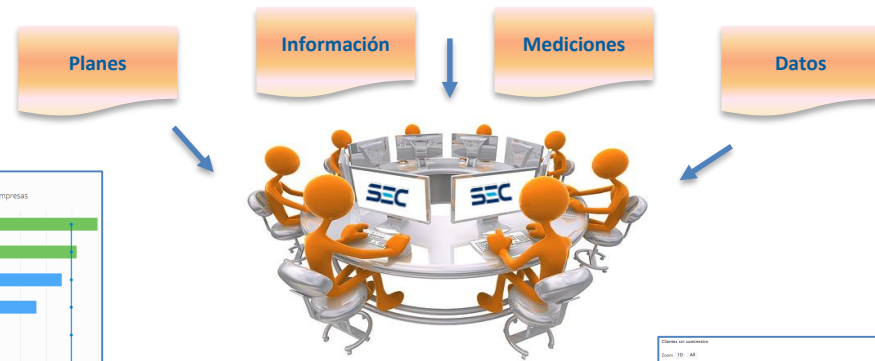 Planes
Información
Mediciones
Datos
SEC
SEC
mpresas
Clientes sin suministro
Zoom 1D All